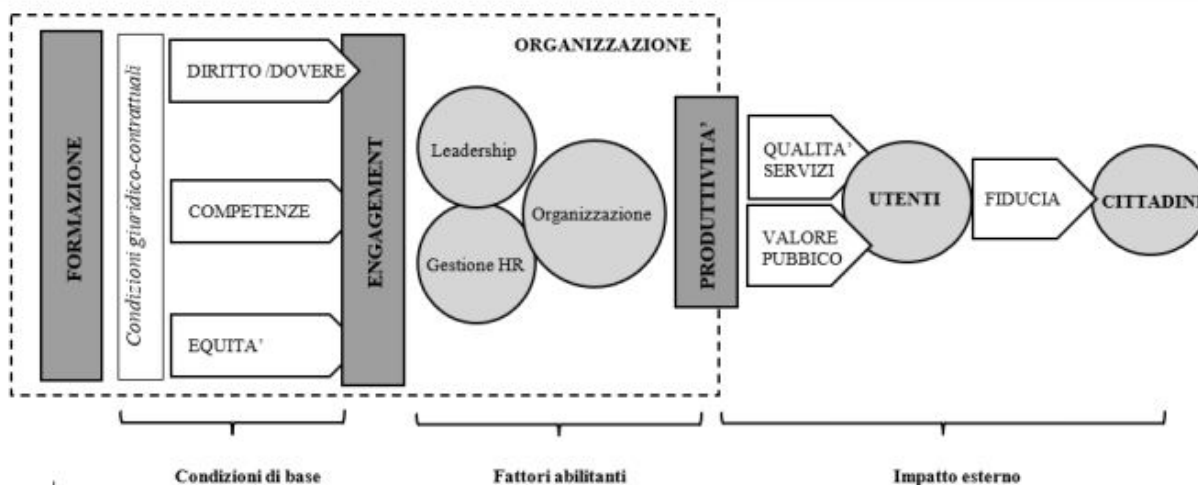 ORGANIZZAZIONE
FORMAZIONE
Condizioni giuridico-contrattuali
DIRITTO /DOVERE
COMPETENZE
EQUITA’
ENGAGEMENT
Leadership
Organizzazione
Gestione HR
PRODUTTIVITA’
QUALITA’
SERVIZI
VALORE
PUBBICO
UTENTI
FIDUCIA
CITTADINI
Condizioni di base
Fattori abilitanti
Impatto esterno